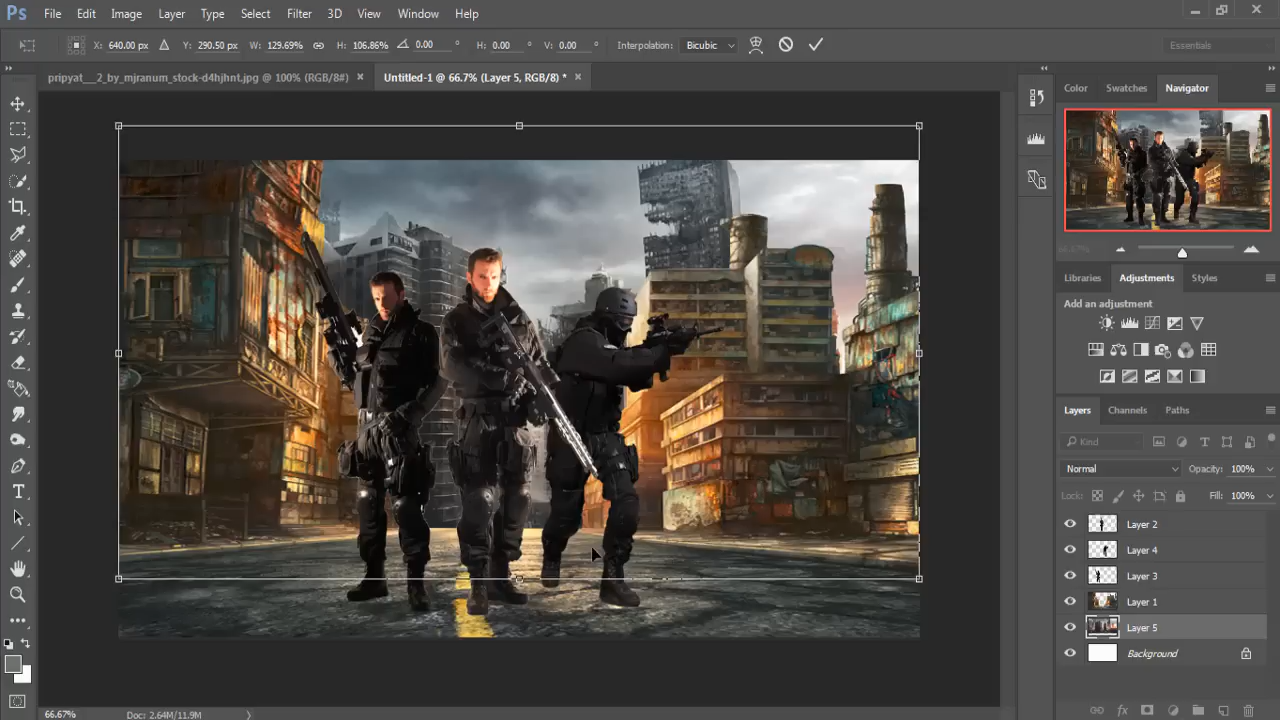 Ps File Edit Image Layer Type Select Filter 3D View Window Help
X: 640.00 px Y: 290.50 px W: 129.69% H: 106.86% 0.00 ° H: 0.00 ° V: 0.00 ° Interpolation: Bicubic Essentials
pripyat__2_by_mjranum_stock-d4hjhnt.jpg @ 100% (RGB/8#) × Untitled-1 @ 66.7% (Layer 5, RGB/8) * ×
Color Swatches Navigator
66.67%
Libraries Adjustments Styles
Add an adjustment
Layers Channels Paths
Kind
Normal Opacity: 100%
Lock: Fill: 100%
Layer 2
Layer 4
Layer 3
Layer 1
Layer 5
Background
66.67% Doc: 2.64M/11.9M